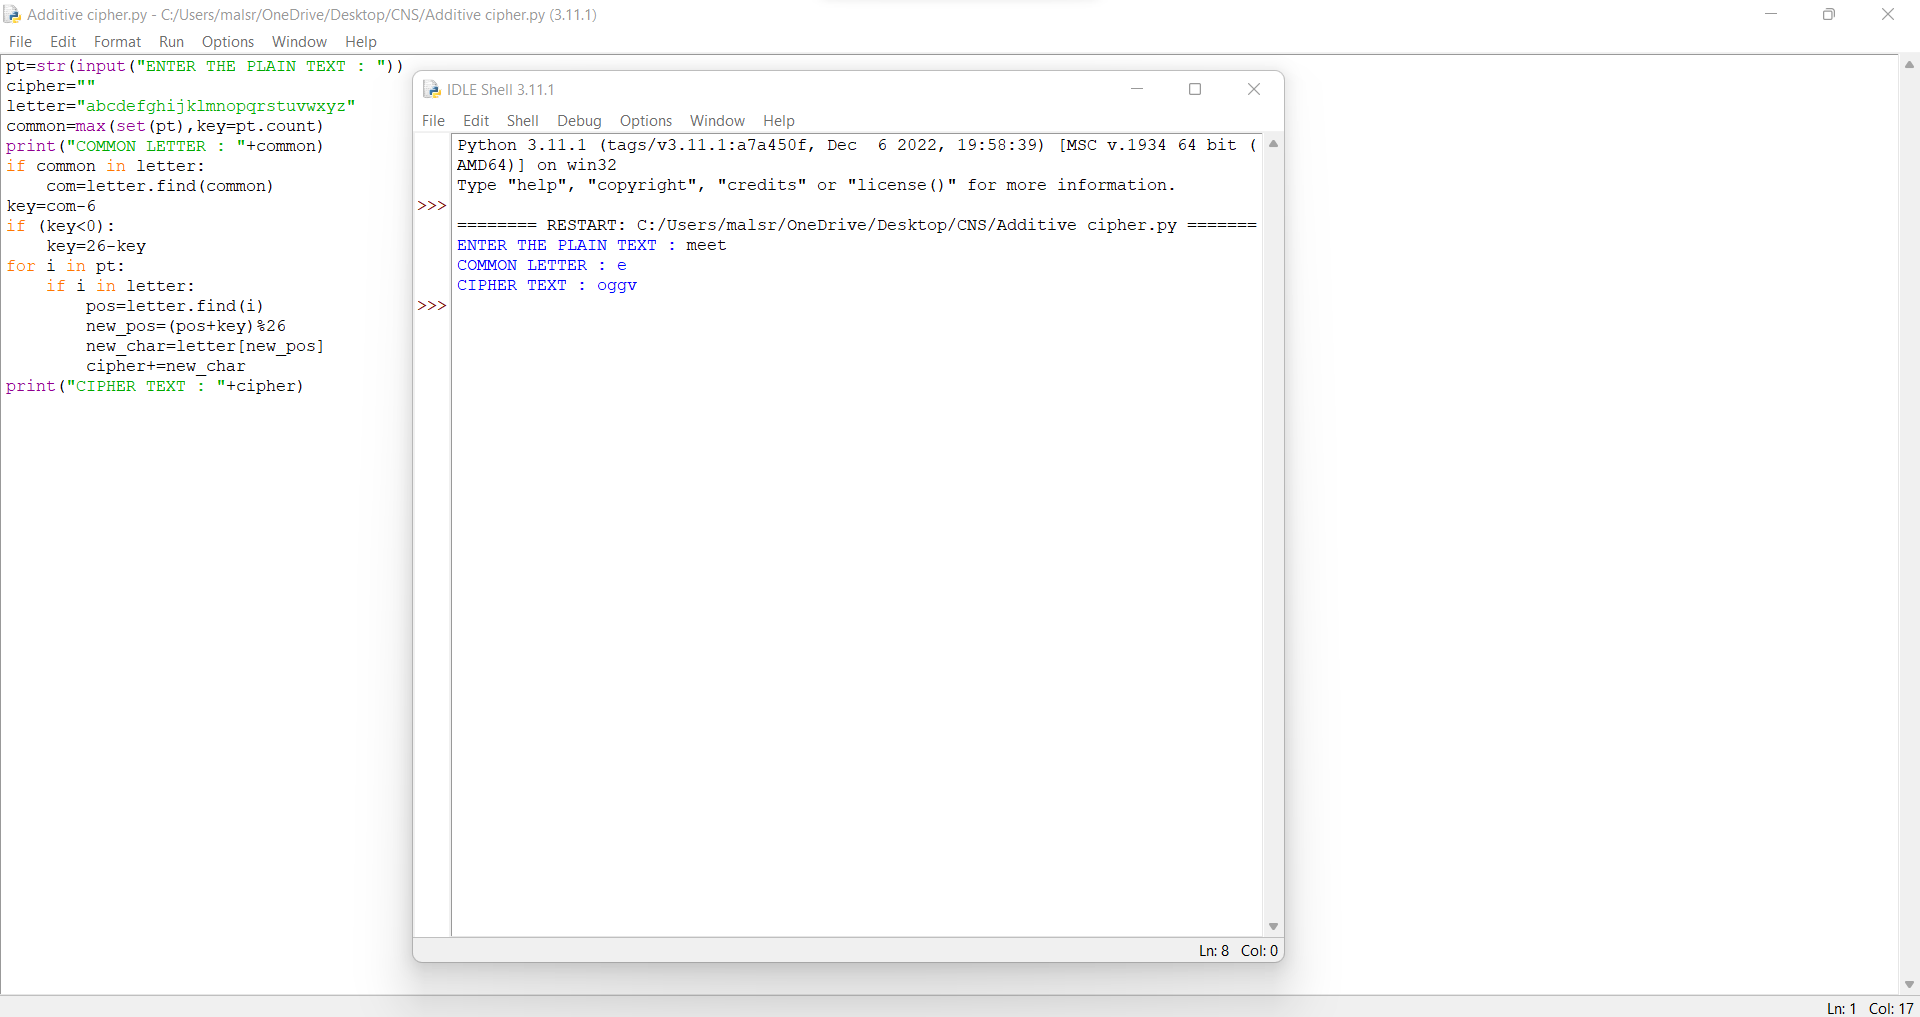 Additive cipher.py - C:/Users/malsr/OneDrive/Desktop/CNS/Additive cipher.py (3.11.1)
File Edit Format Run Options Window Help
pt=str(input("ENTER THE PLAIN TEXT : "))
cipher=""
letter="abcdefghijklmnopqrstuvwxyz"
common=max(set(pt),key=pt.count)
print("COMMON LETTER : "+common)
if common in letter:
    com=letter.find(common)
key=com-6
if (key<0):
    key=26-key
for i in pt:
    if i in letter:
        pos=letter.find(i)
        new_pos=(pos+key)%26
        new_char=letter[new_pos]
        cipher+=new_char
print("CIPHER TEXT : "+cipher)
IDLE Shell 3.11.1
File Edit Shell Debug Options Window Help
Python 3.11.1 (tags/v3.11.1:a7a450f, Dec  6 2022, 19:58:39) [MSC v.1934 64 bit (
AMD64)] on win32
Type "help", "copyright", "credits" or "license()" for more information.
>>>
======== RESTART: C:/Users/malsr/OneDrive/Desktop/CNS/Additive cipher.py =======
ENTER THE PLAIN TEXT : meet
COMMON LETTER : e
CIPHER TEXT : oggv
>>>
Ln: 8 Col: 0
Ln: 1 Col: 17